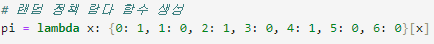 # 랜덤 정책 람다 함수 생성
pi = lambda x: {0: 1, 1: 0, 2: 1, 3: 0, 4: 1, 5: 0, 6: 0}[x]